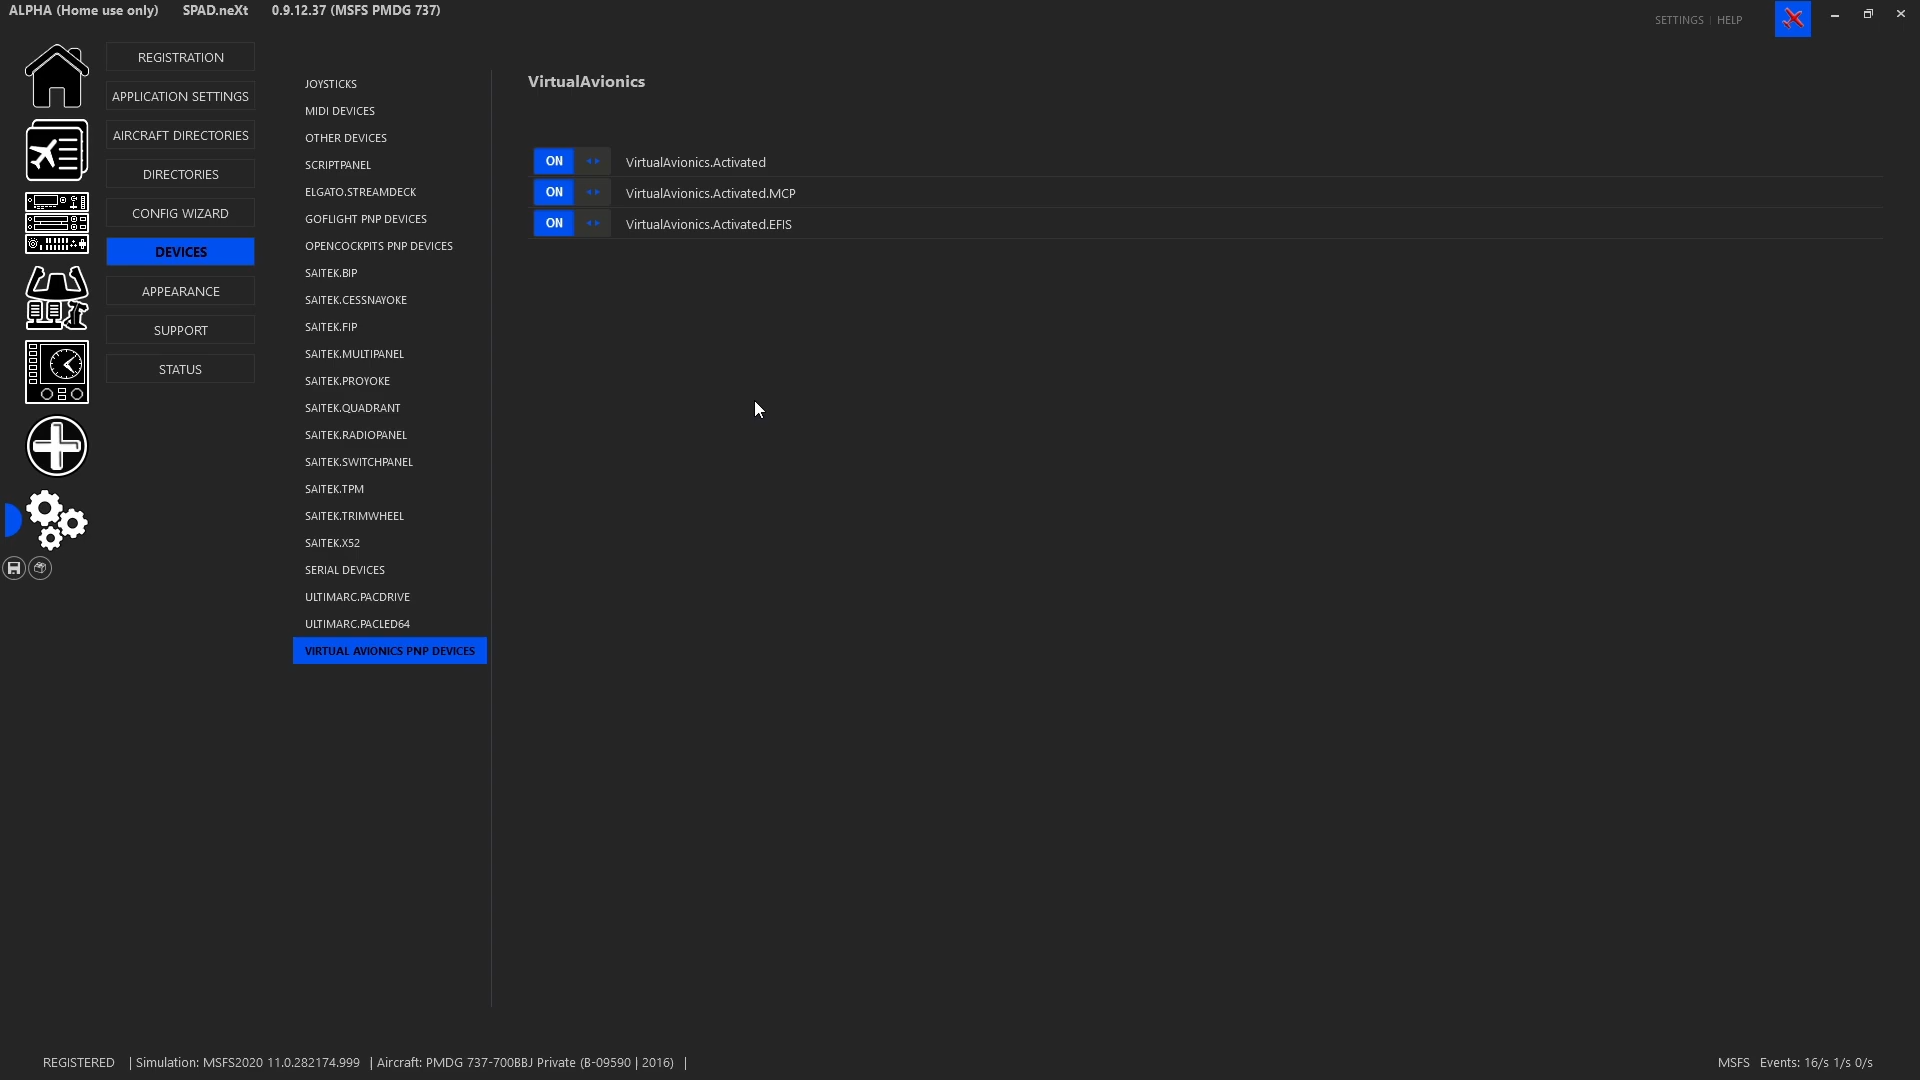 ALPHA (Home use only) SPAD.neXt 0.9.12.37 (MSFS PMDG 737)
SETTINGS | HELP
REGISTRATION
APPLICATION SETTINGS
AIRCRAFT DIRECTORIES
DIRECTORIES
CONFIG WIZARD
DEVICES
APPEARANCE
SUPPORT
STATUS
JOYSTICKS
MIDI DEVICES
OTHER DEVICES
SCRIPTPANEL
ELGATO.STREAMDECK
GOFLIGHT PNP DEVICES
OPENCOCKPITS PNP DEVICES
SAITEK.BIP
SAITEK.CESSNAYOKE
SAITEK.FIP
SAITEK.MULTIPANEL
SAITEK.PROYOKE
SAITEK.QUADRANT
SAITEK.RADIOPANEL
SAITEK.SWITCHPANEL
SAITEK.TPM
SAITEK.TRIMWHEEL
SAITEK.X52
SERIAL DEVICES
ULTIMARC.PACDRIVE
ULTIMARC.PACLED64
VIRTUAL AVIONICS PNP DEVICES
VirtualAvionics
ON VirtualAvionics.Activated
ON VirtualAvionics.Activated.MCP
ON VirtualAvionics.Activated.EFIS
REGISTERED | Simulation: MSFS2020 11.0.282174.999 | Aircraft: PMDG 737-700BBJ Private (B-09590 | 2016) |
MSFS Events: 16/s 1/s 0/s